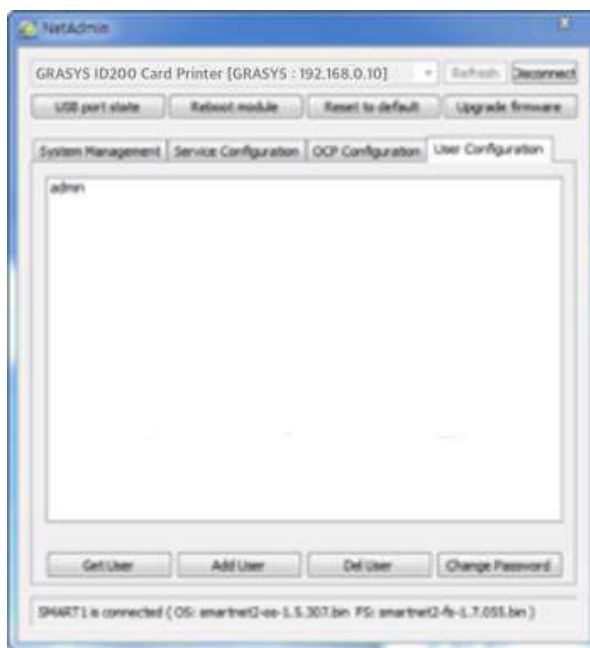 NetAdmin
GRASYS ID200 Card Printer [GRASYS : 192.168.0.10] Refresh Disconnect
USB port state Reboot module Reset to default Upgrade firmware
System Management Service Configuration OCP Configuration User Configuration
admin
Get User Add User Del User Change Password
SMART1 is connected ( OS: smartnet2-os-1.5.307.bin FS: smartnet2-fs-1.7.055.bin )